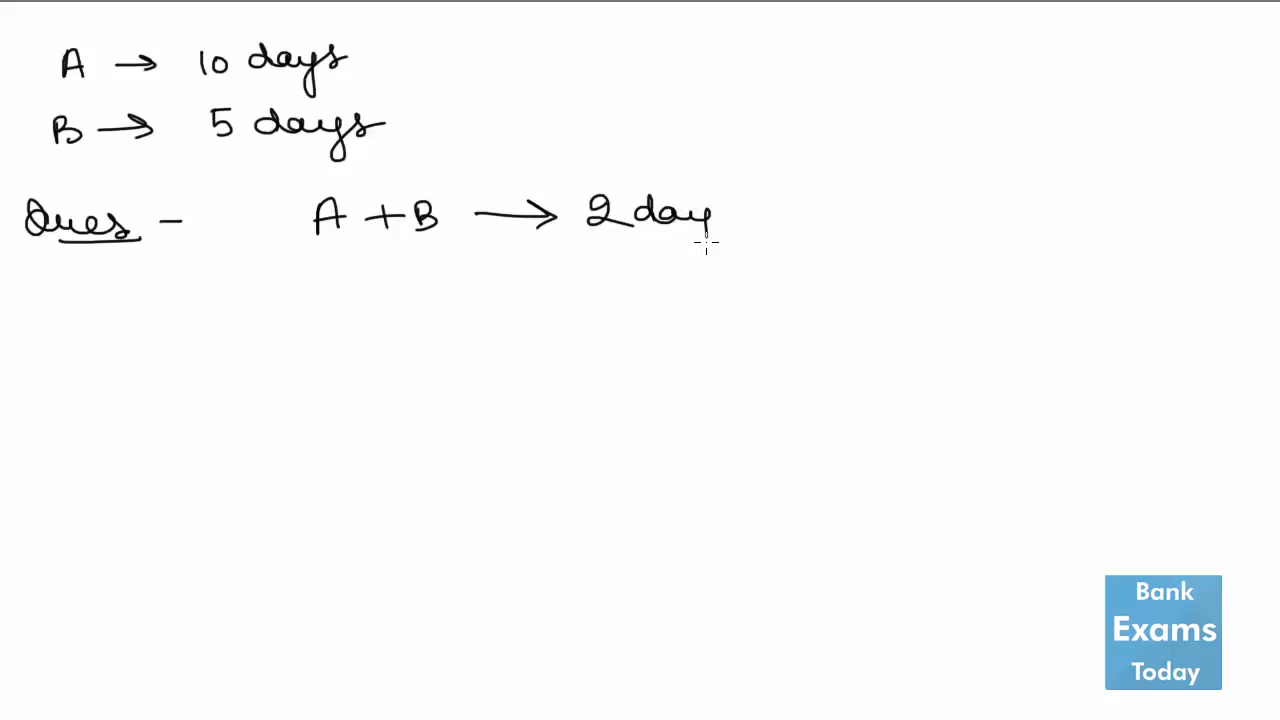 A → 10 days
B → 5 days
Ques - A + B → 2 day
Bank
Exams
Today